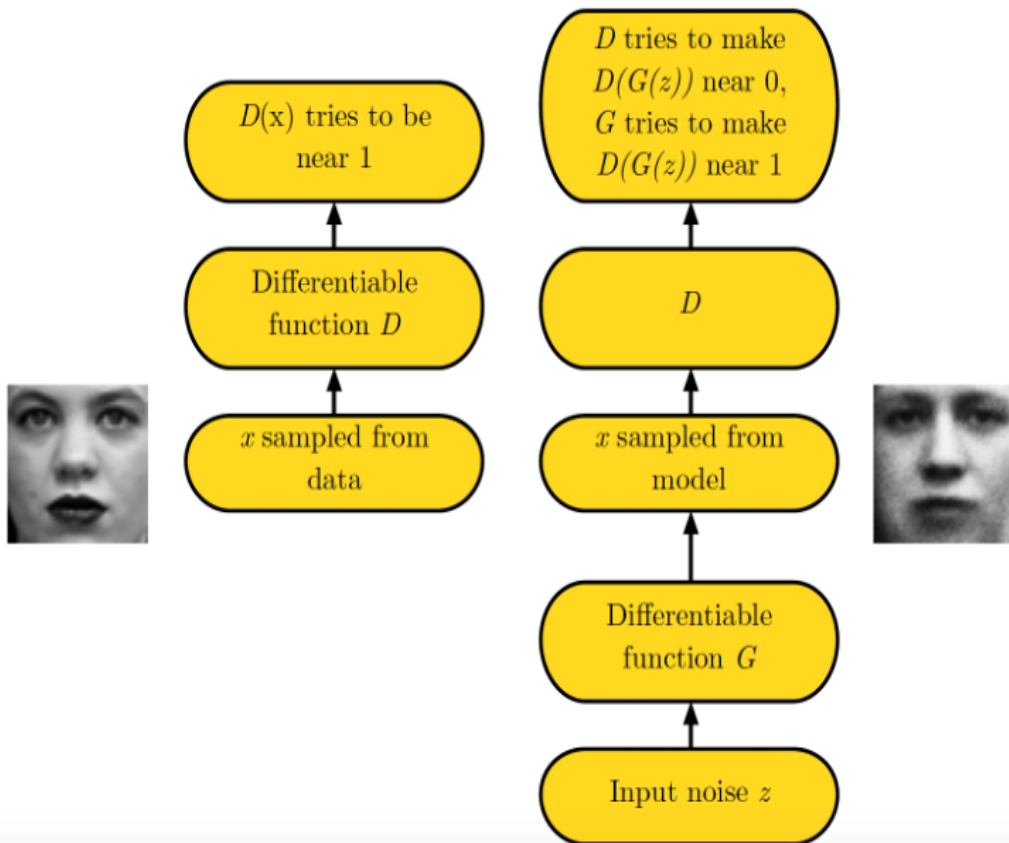 D(x) tries to be
near 1
Differentiable
function D
x sampled from
data
D tries to make
D(G(z)) near 0,
G tries to make
D(G(z)) near 1
D
x sampled from
model
Differentiable
function G
Input noise z